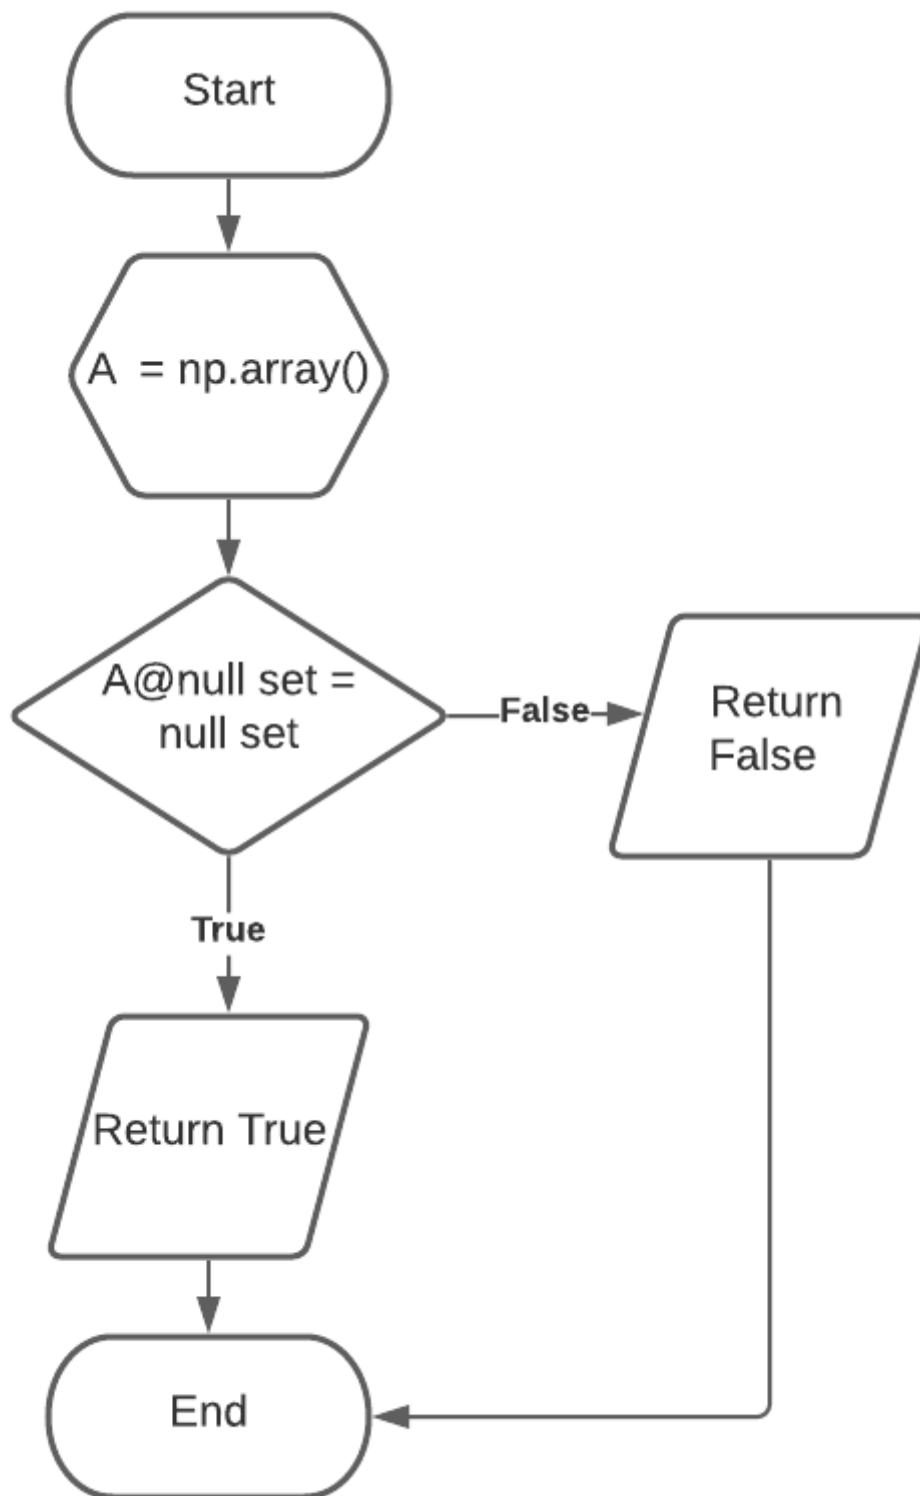 Start
A  = np.array()
A@null set =
null set
False
Return
False
True
Return True
End